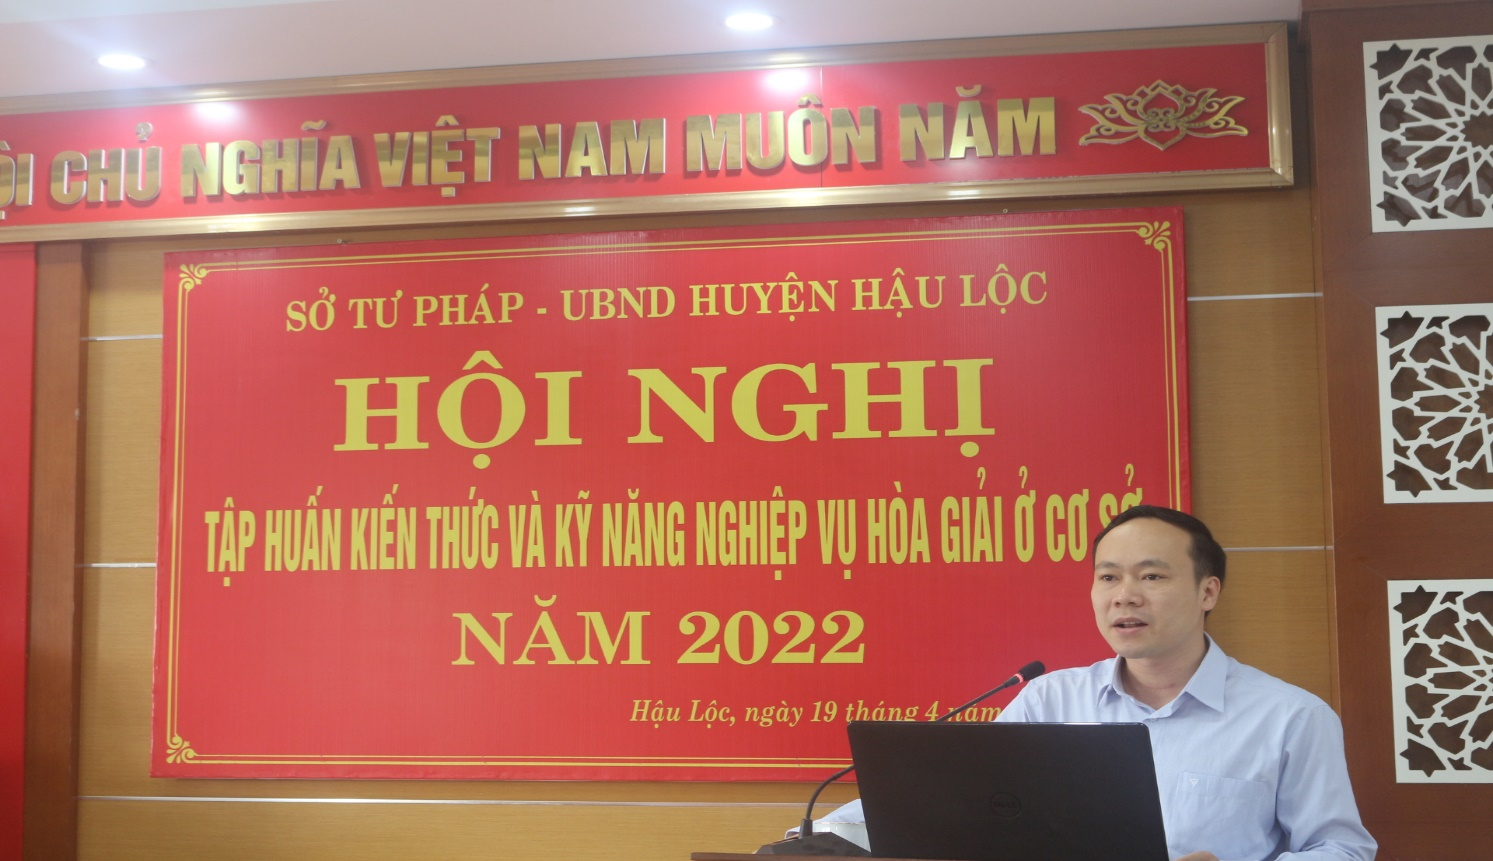 CHỦ NGHĨA VIỆT NAM MUÔN NĂM
SỞ TƯ PHÁP - UBND HUYỆN HẬU LỘC
HỘI NGHỊ
TẬP HUẤN KIẾN THỨC VÀ KỸ NĂNG NGHIỆP VỤ HÒA GIẢI Ở CƠ SỞ
NĂM 2022
Hậu Lộc, ngày 19 tháng 4 năm
DELL